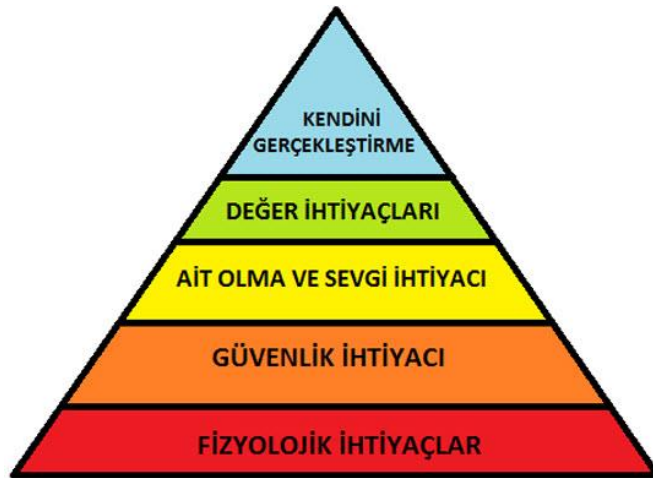 KENDİNİ
GERÇEKLEŞTİRME
DEĞER İHTİYAÇLARI
AİT OLMA VE SEVGİ İHTİYACI
GÜVENLİK İHTİYACI
FİZYOLOJİK İHTİYAÇLAR